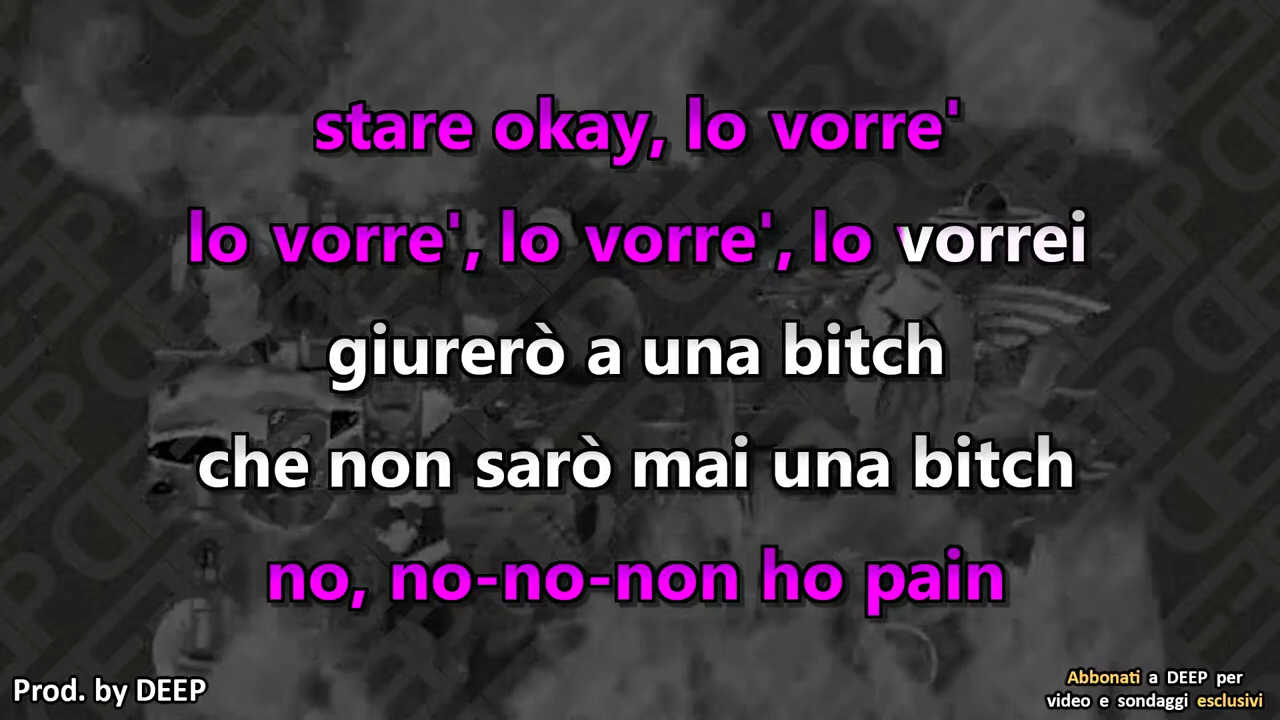 stare okay, lo vorre'
lo vorre', lo vorre', lo vorrei
giurerò a una bitch
che non sarò mai una bitch
no, no-no-non ho pain
Prod. by DEEP
Abbonati a DEEP per
video e sondaggi esclusivi